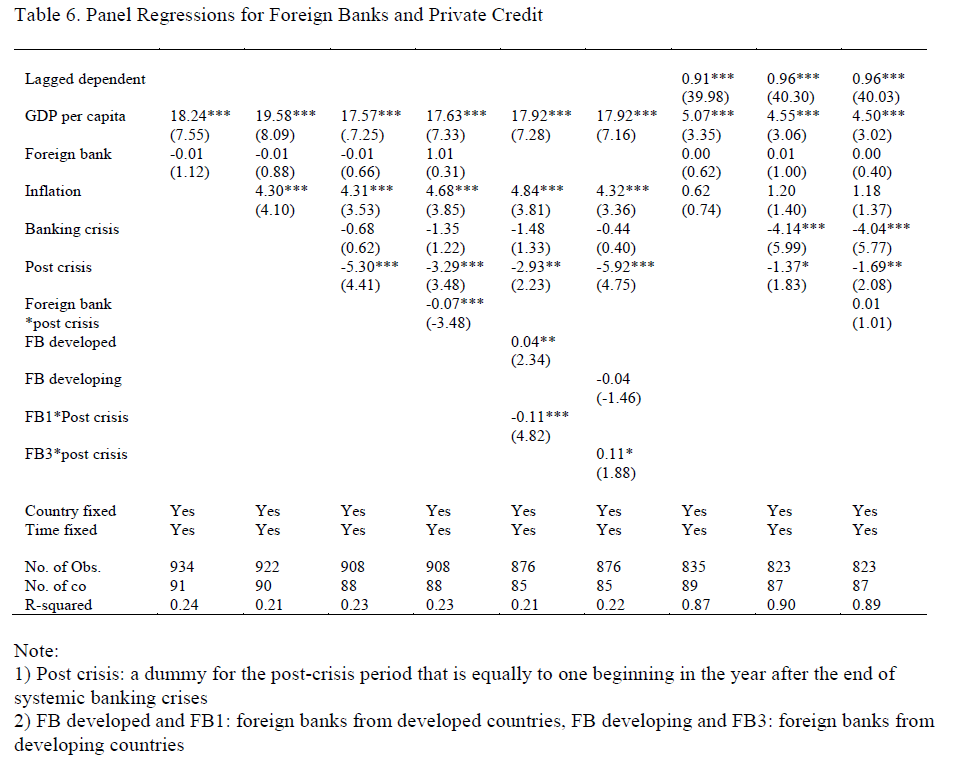 Table 6. Panel Regressions for Foreign Banks and Private Credit
Lagged dependent 0.91*** 0.96*** 0.96***
(39.98) (40.30) (40.03)
GDP per capita 18.24*** 19.58*** 17.57*** 17.63*** 17.92*** 17.92*** 5.07*** 4.55*** 4.50***
(7.55) (8.09) (.7.25) (7.33) (7.28) (7.16) (3.35) (3.06) (3.02)
Foreign bank -0.01 -0.01 -0.01 1.01 0.00 0.01 0.00
(1.12) (0.88) (0.66) (0.31) (0.62) (1.00) (0.40)
Inflation 4.30*** 4.31*** 4.68*** 4.84*** 4.32*** 0.62 1.20 1.18
(4.10) (3.53) (3.85) (3.81) (3.36) (0.74) (1.40) (1.37)
Banking crisis -0.68 -1.35 -1.48 -0.44 -4.14*** -4.04***
(0.62) (1.22) (1.33) (0.40) (5.99) (5.77)
Post crisis -5.30*** -3.29*** -2.93** -5.92*** -1.37* -1.69**
(4.41) (3.48) (2.23) (4.75) (1.83) (2.08)
Foreign bank -0.07*** 0.01
*post crisis (-3.48) (1.01)
FB developed 0.04**
(2.34)
FB developing -0.04
(-1.46)
FB1*Post crisis -0.11***
(4.82)
FB3*post crisis 0.11*
(1.88)
Country fixed Yes Yes Yes Yes Yes Yes Yes Yes Yes
Time fixed Yes Yes Yes Yes Yes Yes Yes Yes Yes
No. of Obs. 934 922 908 908 876 876 835 823 823
No. of co 91 90 88 88 85 85 89 87 87
R-squared 0.24 0.21 0.23 0.23 0.21 0.22 0.87 0.90 0.89
Note:
1) Post crisis: a dummy for the post-crisis period that is equally to one beginning in the year after the end of
systemic banking crises
2) FB developed and FB1: foreign banks from developed countries, FB developing and FB3: foreign banks from
developing countries